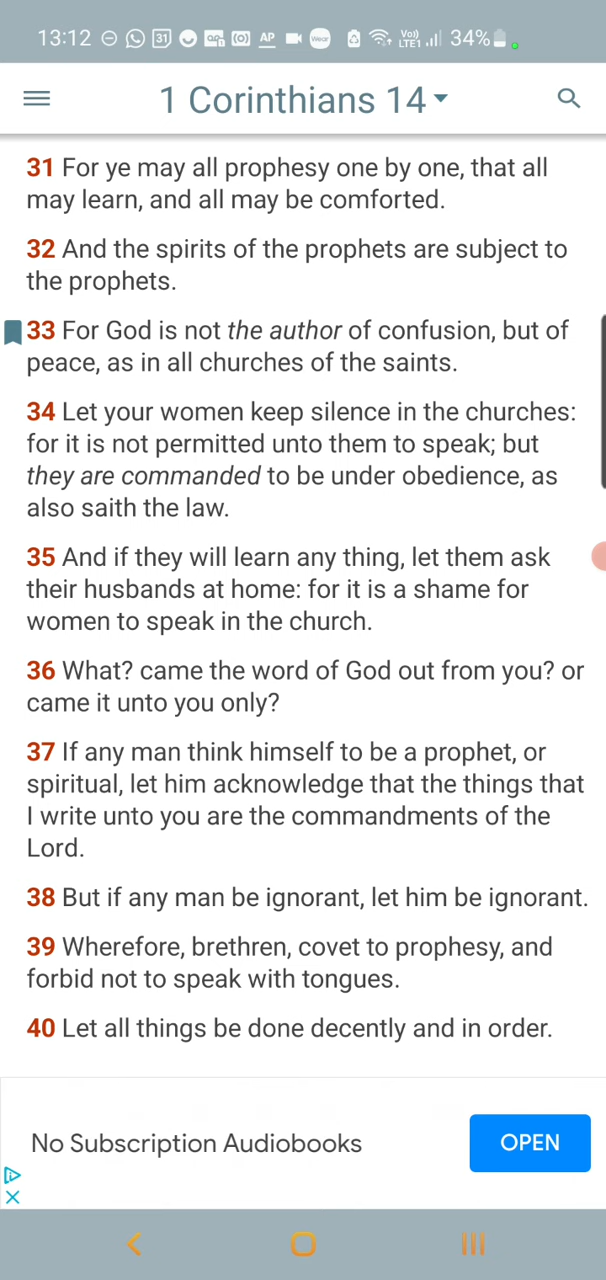 13:12 31 AP Wear Vo)) LTE1 34%
1 Corinthians 14
31 For ye may all prophesy one by one, that all
may learn, and all may be comforted.
32 And the spirits of the prophets are subject to
the prophets.
33 For God is not the author of confusion, but of
peace, as in all churches of the saints.
34 Let your women keep silence in the churches:
for it is not permitted unto them to speak; but
they are commanded to be under obedience, as
also saith the law.
35 And if they will learn any thing, let them ask
their husbands at home: for it is a shame for
women to speak in the church.
36 What? came the word of God out from you? or
came it unto you only?
37 If any man think himself to be a prophet, or
spiritual, let him acknowledge that the things that
I write unto you are the commandments of the
Lord.
38 But if any man be ignorant, let him be ignorant.
39 Wherefore, brethren, covet to prophesy, and
forbid not to speak with tongues.
40 Let all things be done decently and in order.
No Subscription Audiobooks
OPEN